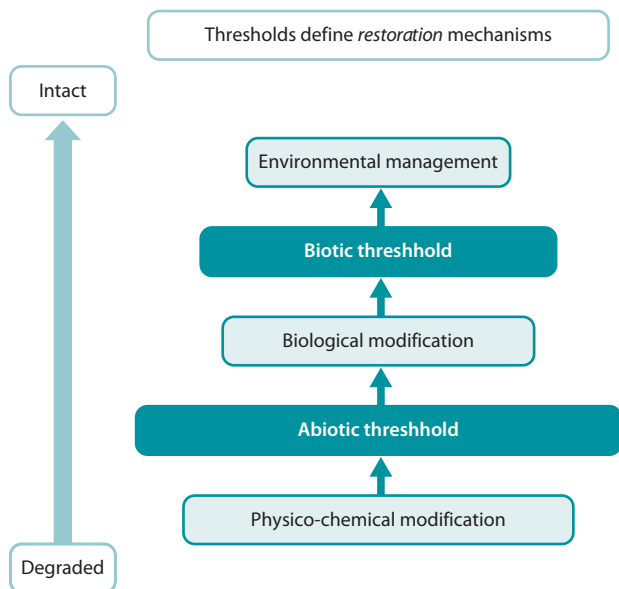 Thresholds define restoration mechanisms
Intact
Environmental management
Biotic threshhold
Biological modification
Abiotic threshhold
Physico-chemical modification
Degraded